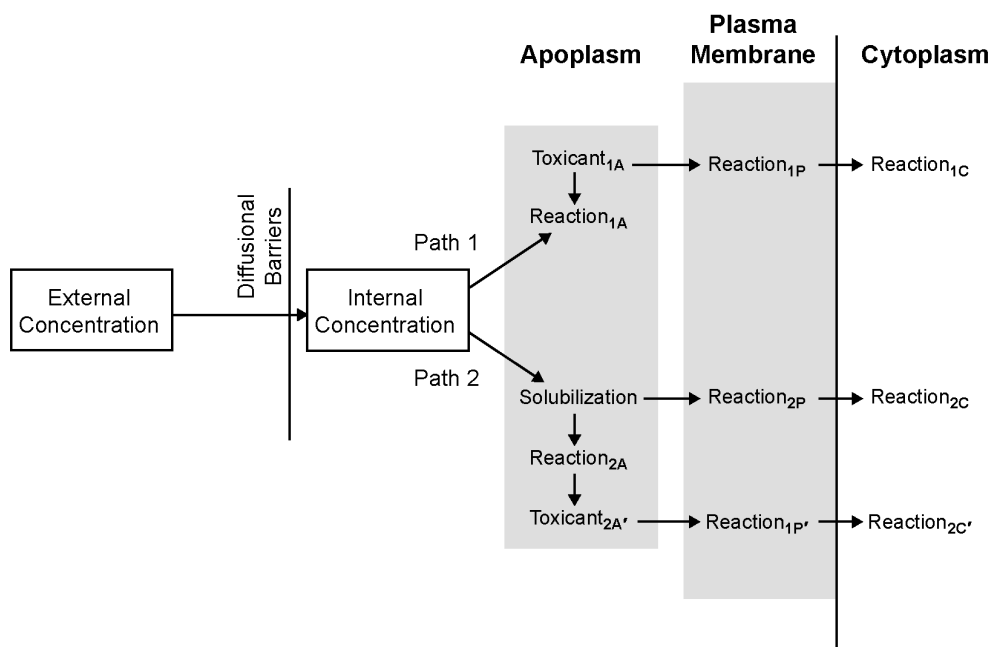 Apoplasm
Plasma
Membrane
Cytoplasm
Toxicant1A
Reaction1P
Reaction1C
Reaction1A
Path 1
Diffusional
Barriers
External
Concentration
Internal
Concentration
Path 2
Solubilization
Reaction2P
Reaction2C
Reaction2A
Toxicant2A′
Reaction1P′
Reaction2C′